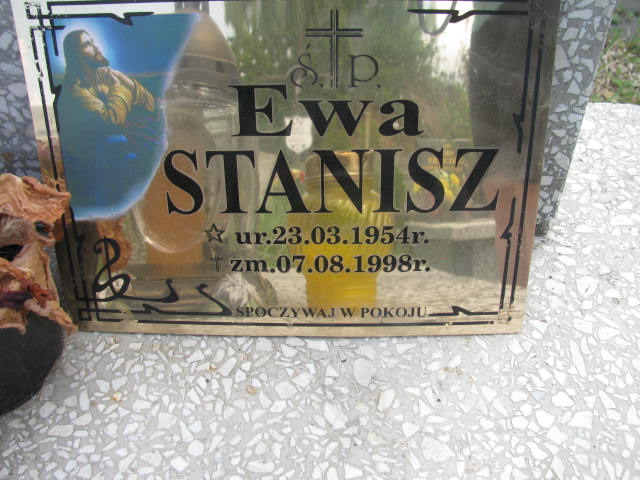 Ś. P.
Ewa
STANISZ
ur.23.03.1954r.
zm.07.08.1998r.
SPOCZYWAJ W POKOJU